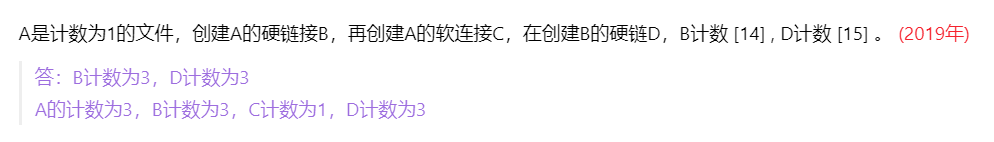 A是计数为1的文件，创建A的硬链接B，再创建A的软连接C，在创建B的硬链D，B计数 [14] , D计数 [15] 。 (2019年)
答：B计数为3，D计数为3
A的计数为3，B计数为3，C计数为1，D计数为3